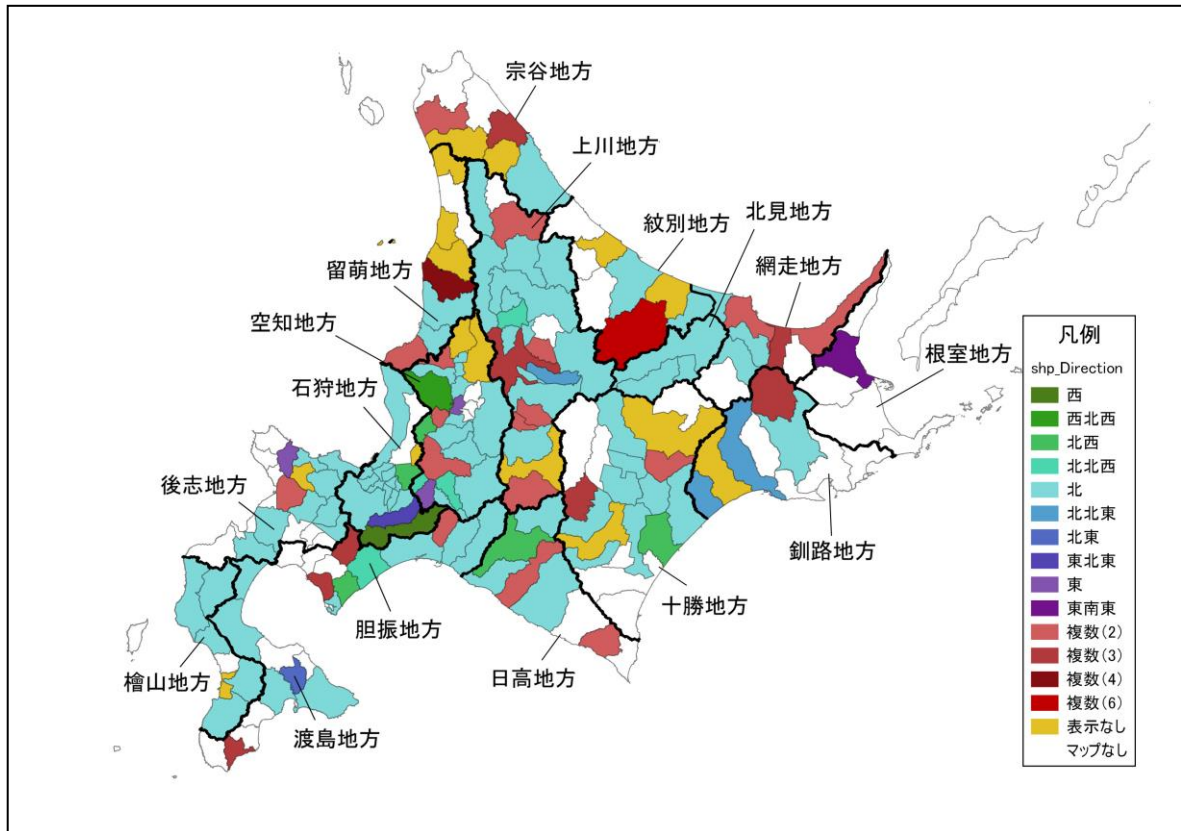 宗谷地方
上川地方
北見地方
紋別地方
網走地方
留萌地方
空知地方
根室地方
石狩地方
後志地方
釧路地方
十勝地方
胆振地方
日高地方
檜山地方
渡島地方
凡例
shp_Direction
西
西北西
北西
北北西
北
北北東
北東
東北東
東
東南東
複数(2)
複数(3)
複数(4)
複数(6)
表示なし
マップなし